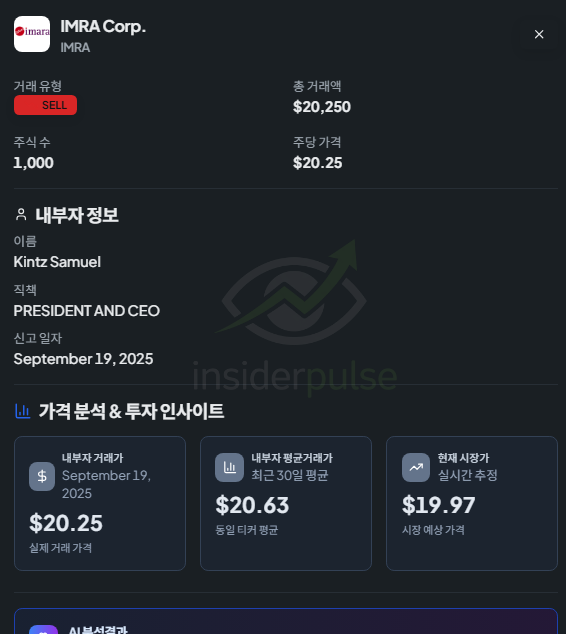 imara
IMRA Corp.
IMRA
거래 유형
총 거래액
SELL
$20,250
주식 수
주당 가격
1,000
$20.25
내부자 정보
이름
Kintz Samuel
직책
PRESIDENT AND CEO
신고 일자
September 19, 2025
insiderpulse
가격 분석 & 투자 인사이트
내부자 거래가
September 19,
2025
$20.25
실제 거래 가격
내부자 평균거래가
최근 30일 평균
$20.63
동일 티커 평균
현재 시장가
실시간 추정
$19.97
시장 예상 가격
AI 분석결과